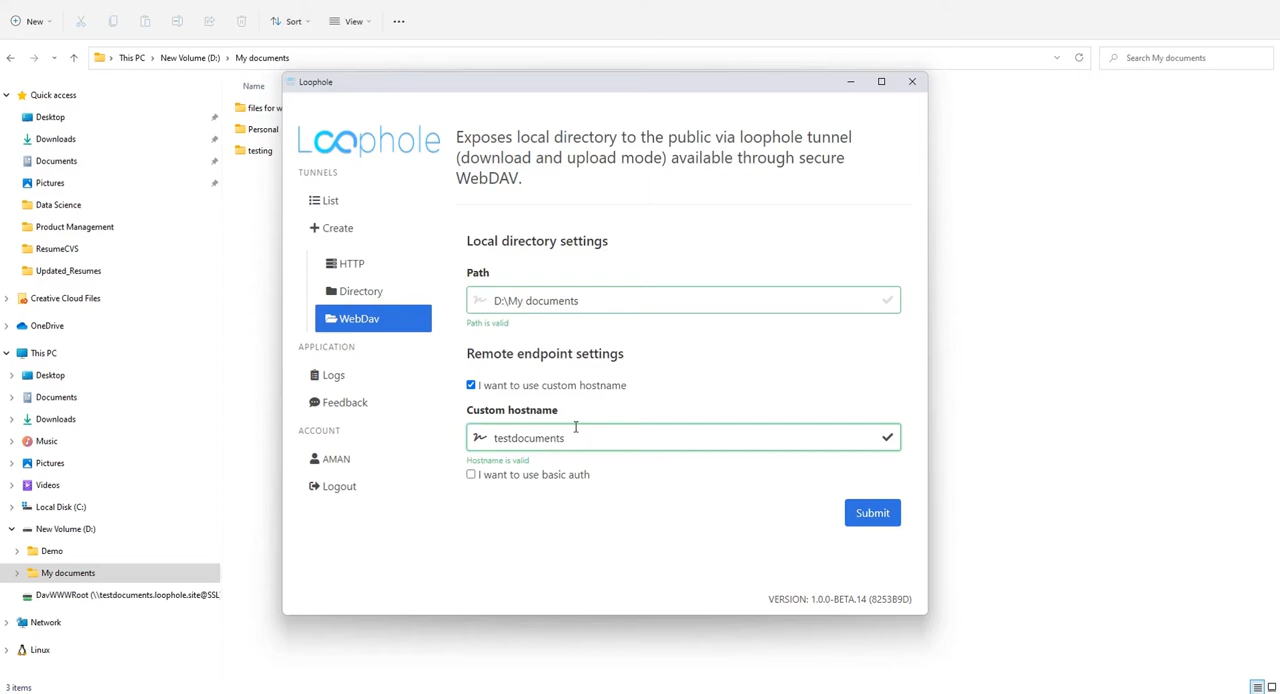 New
Sort
View
This PC > New Volume (D:) > My documents
Search My documents
Quick access
Desktop
Downloads
Documents
Pictures
Data Science
Product Management
ResumeCVS
Updated_Resumes
Creative Cloud Files
OneDrive
This PC
Desktop
Documents
Downloads
Music
Pictures
Videos
Local Disk (C:)
New Volume (D:)
Demo
My documents
DavWWWRoot (\\testdocuments.loophole.site@SSL
Network
Linux
3 items
Name
files for w
Personal
testing
Loophole
Loophole
TUNNELS
List
Create
HTTP
Directory
WebDav
APPLICATION
Logs
Feedback
ACCOUNT
AMAN
Logout
Exposes local directory to the public via loophole tunnel
(download and upload mode) available through secure
WebDAV.
Local directory settings
Path
D:\My documents
Path is valid
Remote endpoint settings
I want to use custom hostname
Custom hostname
testdocuments
Hostname is valid
I want to use basic auth
Submit
VERSION: 1.0.0-BETA.14 (8253B9D)